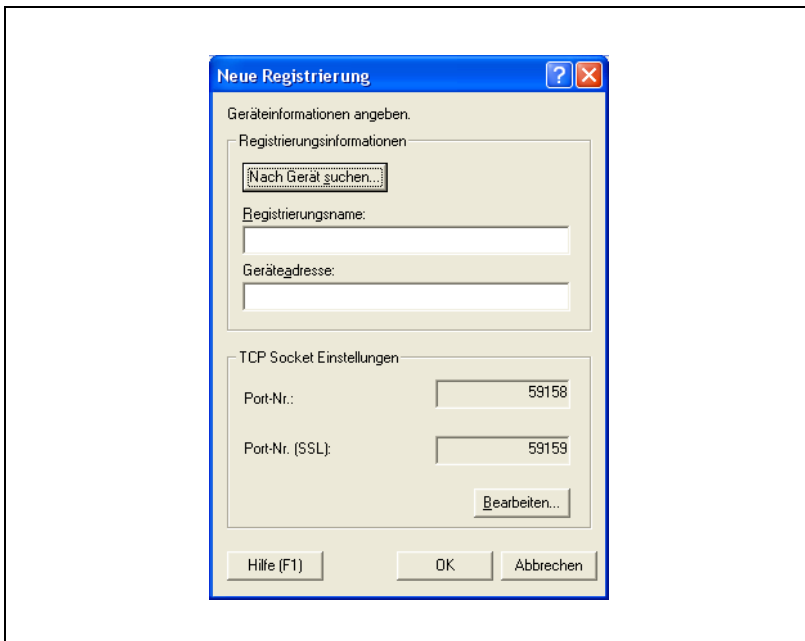 Neue Registrierung
Geräteinformationen angeben.
Registrierungsinformationen
Nach Gerät suchen...
Registrierungsname:
Geräteadresse:
TCP Socket Einstellungen
Port-Nr.: 59158
Port-Nr. (SSL): 59159
Bearbeiten...
Hilfe (F1) OK Abbrechen